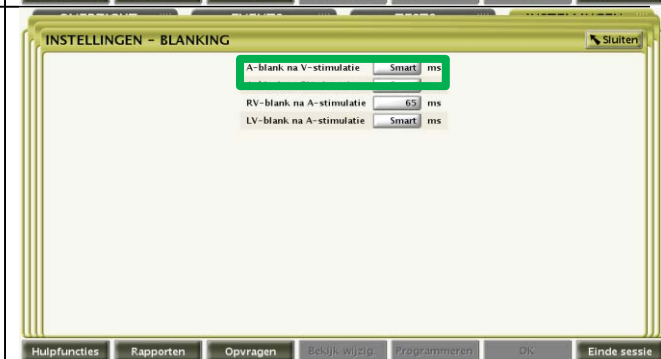 INSTELLINGEN - BLANKING
Sluiten
A-blank na V-stimulatie Smart ms
RV-blank na A-stimulatie 65 ms
LV-blank na A-stimulatie Smart ms
Hulpfuncties Rapporten Opvragen Bekijk wijzig. Programmeren OK Einde sessie